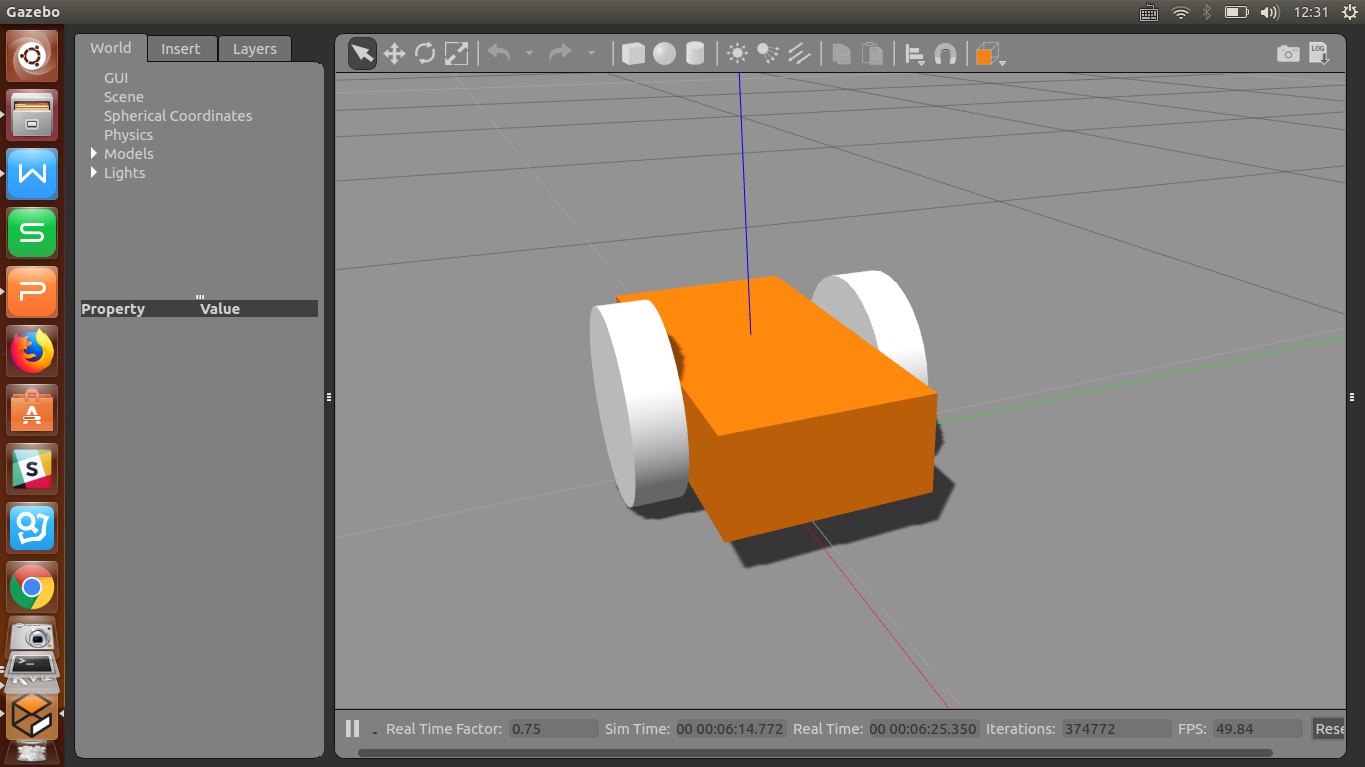 Gazebo
12:31
World Insert Layers
LOG
GUI
Scene
Spherical Coordinates
Physics
Models
Lights
Property Value
Real Time Factor: 0.75 Sim Time: 00 00:06:14.772 Real Time: 00 00:06:25.350 Iterations: 374772 FPS: 49.84 Rese